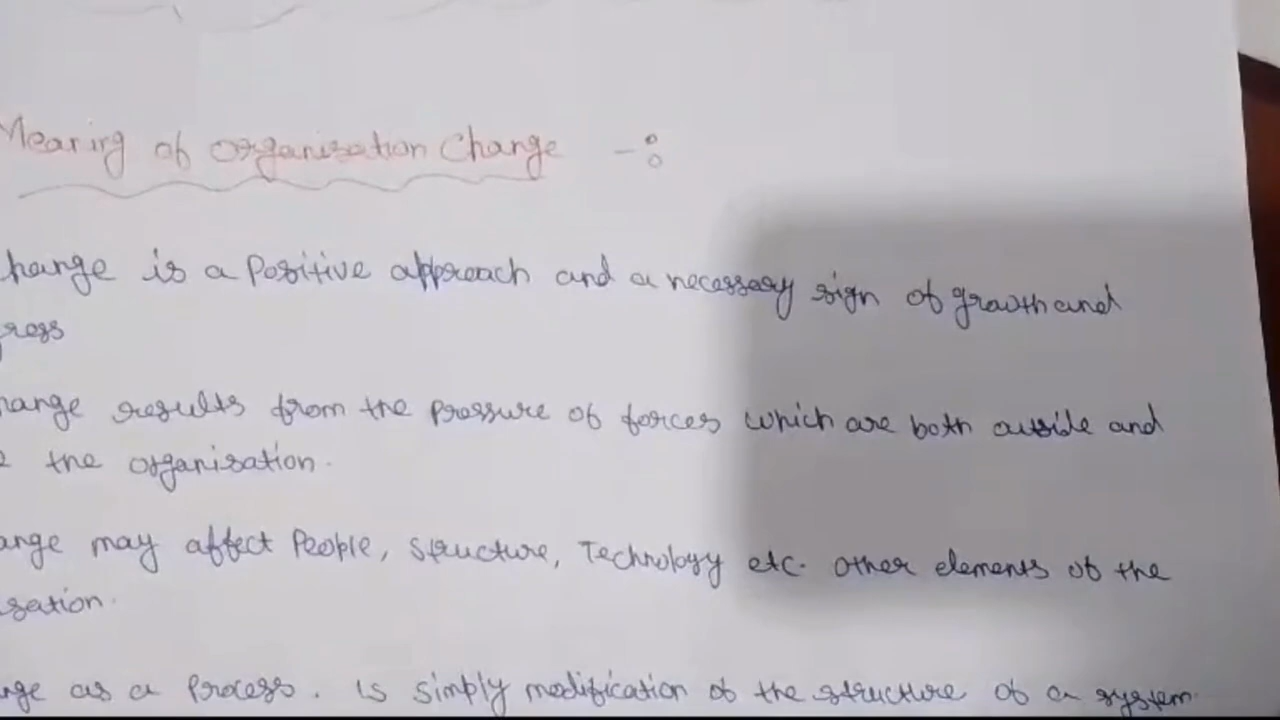 Meaning of organisation Change -:
hange is a Positive approach and a necessary sign of growth and
ress
hange results from the pressure of forces which are both outside and
e the organisation.
ange may affect People, Structure, Technology etc. other elements of the
isation.
nge as a Process. is simply modification of the structure of a system.